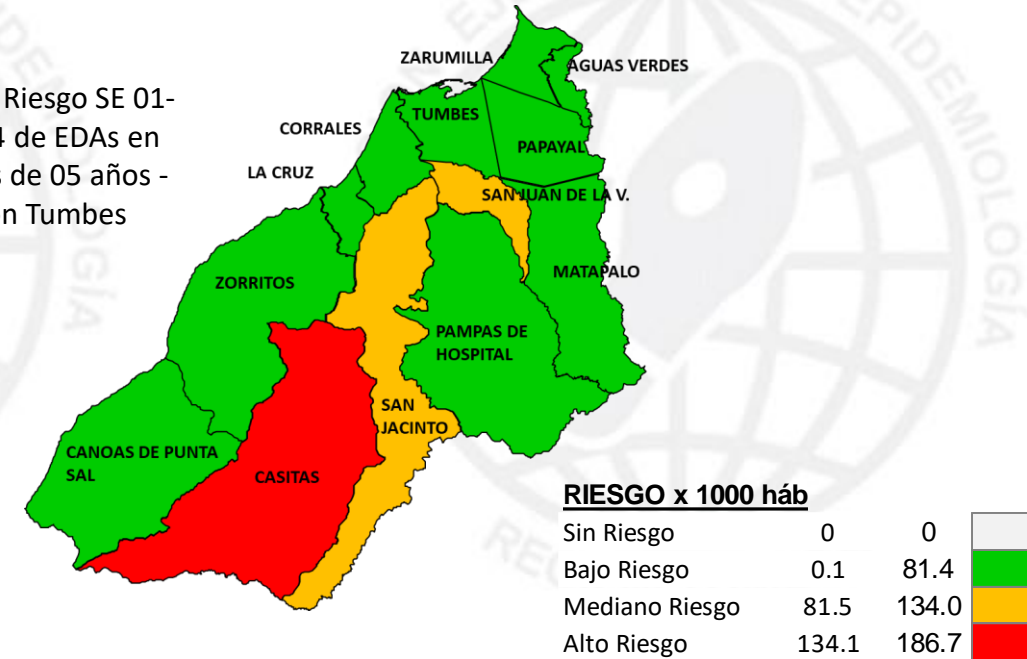 Riesgo SE 01-
4 de EDAs en
s de 05 años -
n Tumbes
ZARUMILLA
AGUAS VERDES
TUMBES
CORRALES
PAPAYAL
LA CRUZ
SAN JUAN DE LA V.
MATAPALO
ZORRITOS
PAMPAS DE
HOSPITAL
SAN
JACINTO
CANOAS DE PUNTA
SAL
CASITAS
RIESGO x 1000 háb
Sin Riesgo 0 0
Bajo Riesgo 0.1 81.4
Mediano Riesgo 81.5 134.0
Alto Riesgo 134.1 186.7
EPIDEMIOLOGÍA